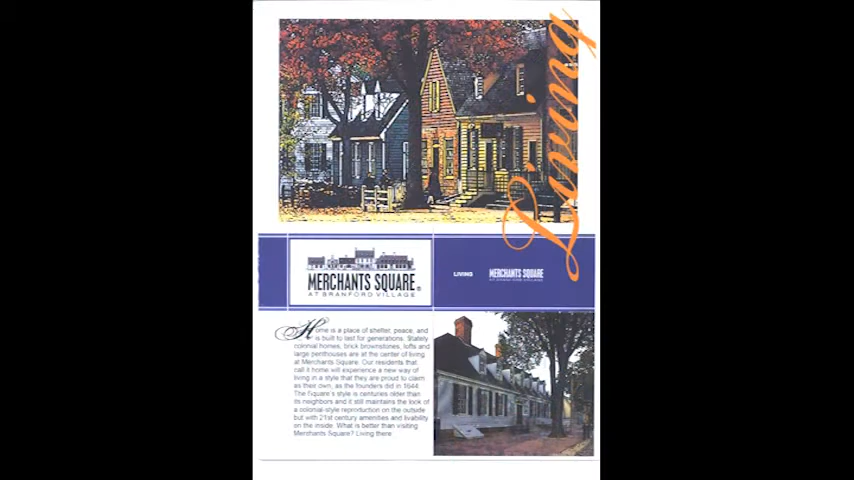 Living
MERCHANTS SQUARE®
AT BRANFORD VILLAGE
LIVING
MERCHANTS SQUARE
AT BRANFORD VILLAGE
Home is a place of shelter, peace, and
is built to last for generations. Stately
colonial homes, brick brownstones, lofts and
large penthouses are at the center of living
at Merchants Square. Our residents that
call it home will experience a new way of
living in a style that they are proud to claim
as their own, as the founders did in 1644.
The Square's style is centuries older than
its neighbors and it still maintains the look of
a colonial-style reproduction on the outside
but with 21st century amenities and livability
on the inside. What is better than visiting
Merchants Square? Living there.